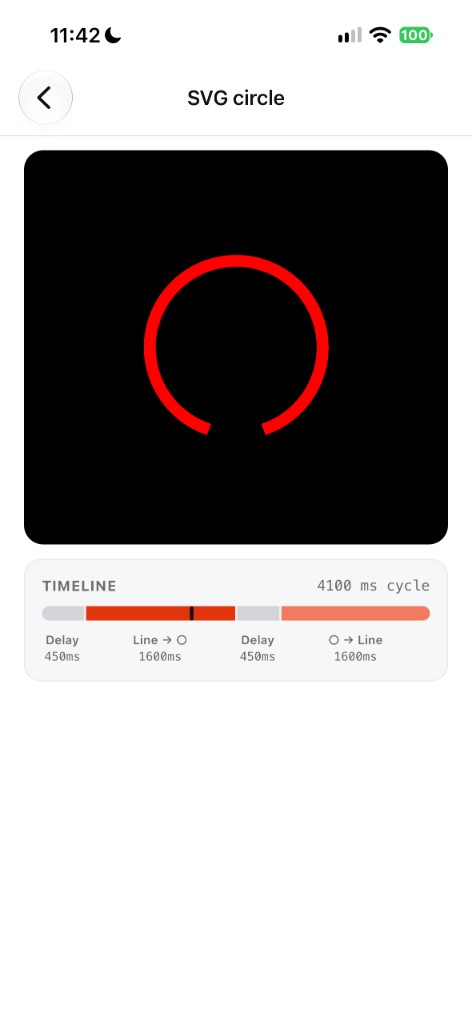 11:42
100
SVG circle
TIMELINE
4100 ms cycle
Delay
450ms
Line → ○
1600ms
Delay
450ms
○ → Line
1600ms